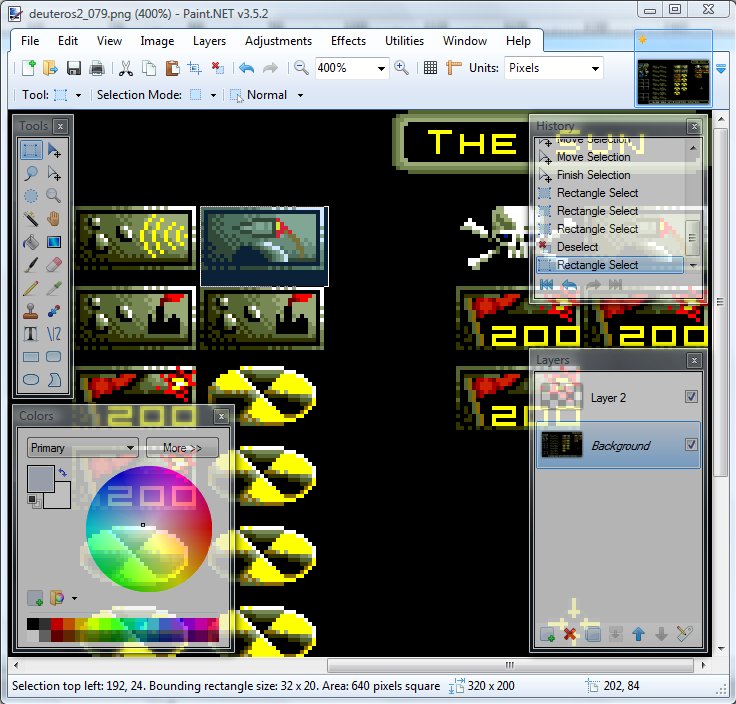 deuteros2_079.png (400%) - Paint.NET v3.5.2
File Edit View Image Layers Adjustments Effects Utilities Window Help
400% Units: Pixels
Tool: Selection Mode: Normal
Tools
THE SUN
History
Move Selection
Move Selection
Finish Selection
Rectangle Select
Rectangle Select
Rectangle Select
Deselect
Rectangle Select
200 200
Layers
Layer 2
200
200
Background
Colors
Primary More >>
200
Selection top left: 192, 24. Bounding rectangle size: 32 x 20. Area: 640 pixels square 320 x 200 202, 84